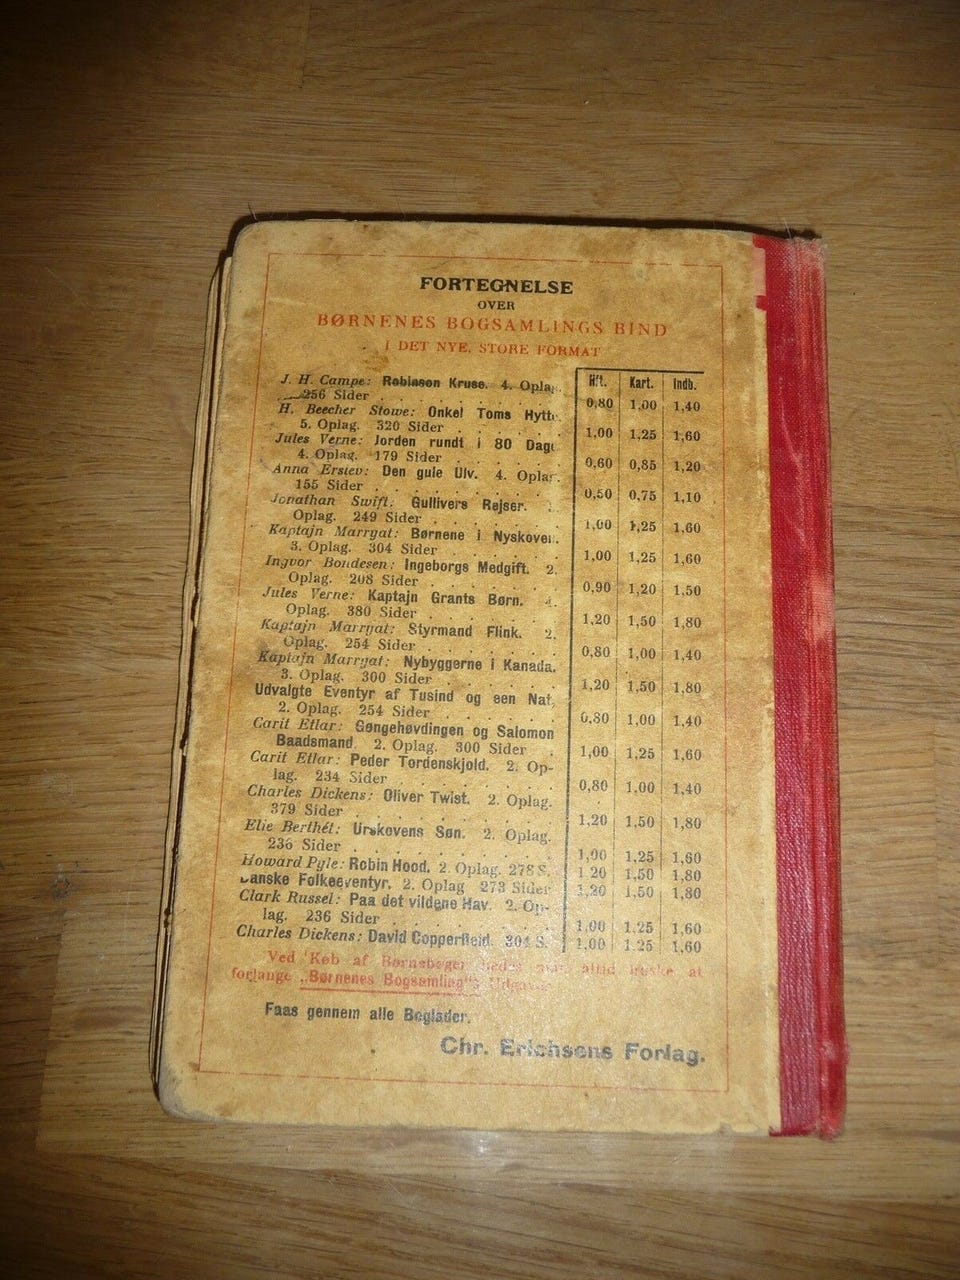 FORTEGNELSE
OVER
BØRNENES BOGSAMLINGS BIND
I DET NYE, STORE FORMAT
Hft. Kart. Indb.
J. H. Campe: Robinson Kruse. 4. Opla
256 Sider . . . . . . . 0,80 1,00 1,40
H. Beecher Stowe: Onkel Toms Hytt
5. Oplag. 320 Sider . . . . . 1,00 1,25 1,60
Jules Verne: Jorden rundt i 80 Dage
4. Oplag. 179 Sider . . . . . 0,60 0,85 1,20
Anna Erslev: Den gule Ulv. 4. Oplag
155 Sider . . . . . . . 0,50 0,75 1,10
Jonathan Swift: Gullivers Rejser.
Oplag. 249 Sider . . . . . . 1,00 1,25 1,60
Kaptajn Marryat: Børnene i Nyskoven.
3. Oplag. 304 Sider . . . . . 1,00 1,25 1,60
Ingvor Bondesen: Ingeborgs Medgift. 2.
Oplag. 208 Sider . . . . . . 0,90 1,20 1,50
Jules Verne: Kaptajn Grants Børn.
Oplag. 380 Sider . . . . . . 1,20 1,50 1,80
Kaptajn Marryat: Styrmand Flink. 2.
Oplag. 254 Sider . . . . . . 0,80 1,00 1,40
Kaptajn Marryat: Nybyggerne i Kanada.
3. Oplag. 300 Sider . . . . . 1,20 1,50 1,80
Udvalgte Eventyr af Tusind og een Nat,
2. Oplag. 254 Sider . . . . . 0,80 1,00 1,40
Carit Etlar: Gøngehøvdingen og Salomon
Baadsmand. 2. Oplag. 300 Sider . 1,00 1,25 1,60
Carit Etlar: Peder Tordenskjold. 2. Op-
lag. 234 Sider . . . . . . . 0,80 1,00 1,40
Charles Dickens: Oliver Twist. 2. Oplag.
379 Sider . . . . . . . . 1,20 1,50 1,80
Elie Berthét: Urskovens Søn. 2. Oplag.
236 Sider . . . . . . . . 1,00 1,25 1,60
Howard Pyle: Robin Hood. 2. Oplag. 278 S. 1,20 1,50 1,80
Danske Folkeeventyr. 2. Oplag 273 Sider 1,20 1,50 1,80
Clark Russel: Paa det vildene Hav. 2. Op-
lag. 236 Sider . . . . . . . 1,00 1,25 1,60
Charles Dickens: David Copperfield. 304 S. 1,00 1,25 1,60
Ved Køb af Børnebøger bedes man altid huske at
forlange „Børnenes Bogsamling"s
Faas gennem alle Boglader.
Chr. Erichsens Forlag.